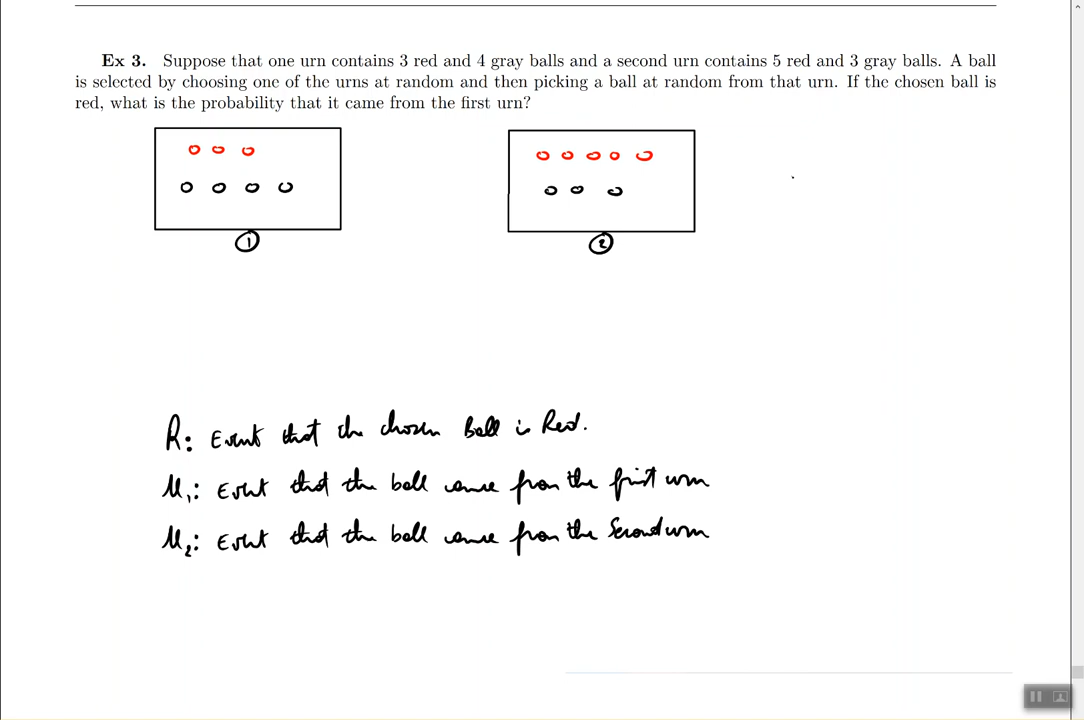 Ex 3. Suppose that one urn contains 3 red and 4 gray balls and a second urn contains 5 red and 3 gray balls. A ball
is selected by choosing one of the urns at random and then picking a ball at random from that urn. If the chosen ball is
red, what is the probability that it came from the first urn?
1
2
R: Event that the chosen Ball is Red.
U₁: Event that the ball came from the first urn
U₂: Event that the ball came from the Second urn